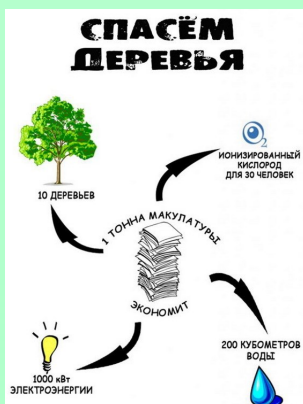 СПАСЁМ
ДЕРЕВЬЯ
O2
ИОНИЗИРОВАННЫЙ
КИСЛОРОД
ДЛЯ 30 ЧЕЛОВЕК
10 ДЕРЕВЬЕВ
1 ТОННА МАКУЛАТУРЫ
ЭКОНОМИТ
200 КУБОМЕТРОВ
ВОДЫ
1000 кВт
ЭЛЕКТРОЭНЕРГИИ